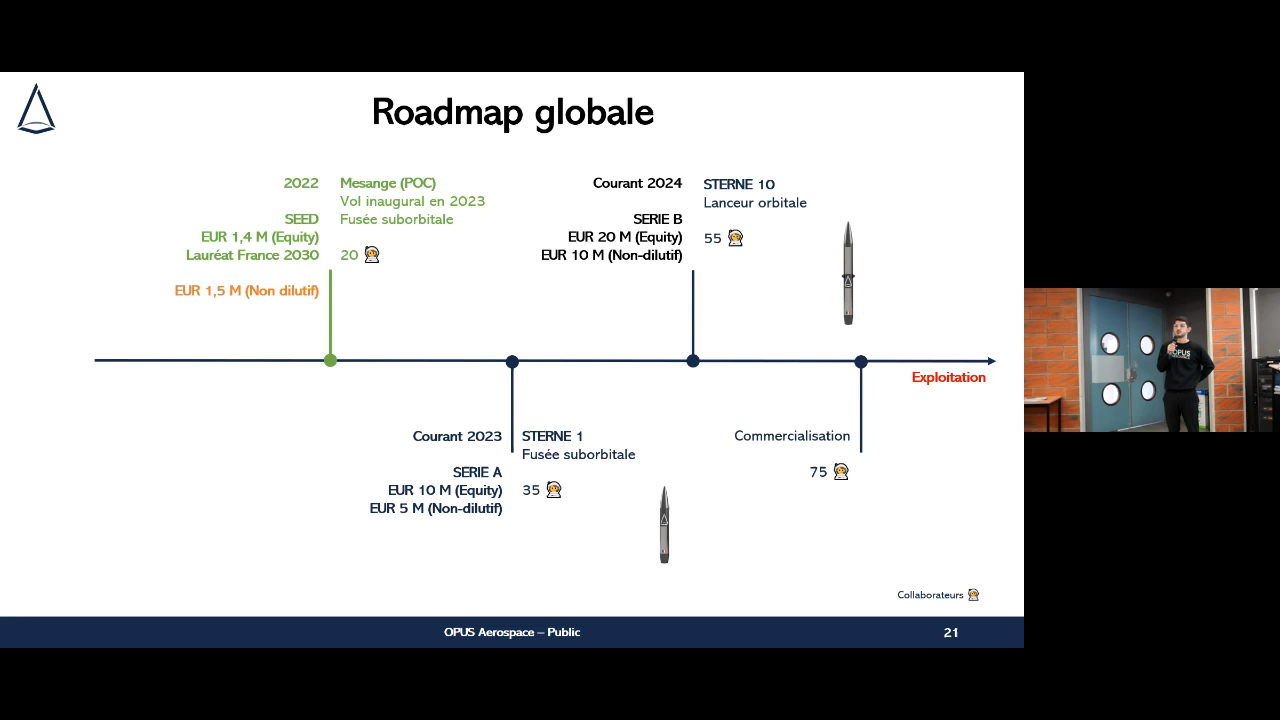 Roadmap globale
2022
SEED
EUR 1,4 M (Equity)
Lauréat France 2030
EUR 1,5 M (Non dilutif)
Mesange (POC)
Vol inaugural en 2023
Fusée suborbitale
20
Courant 2024
SERIE B
EUR 20 M (Equity)
EUR 10 M (Non-dilutif)
STERNE 10
Lanceur orbitale
55
Exploitation
Courant 2023
SERIE A
EUR 10 M (Equity)
EUR 5 M (Non-dilutif)
STERNE 1
Fusée suborbitale
35
Commercialisation
75
Collaborateurs
OPUS Aerospace – Public
21
OPUS